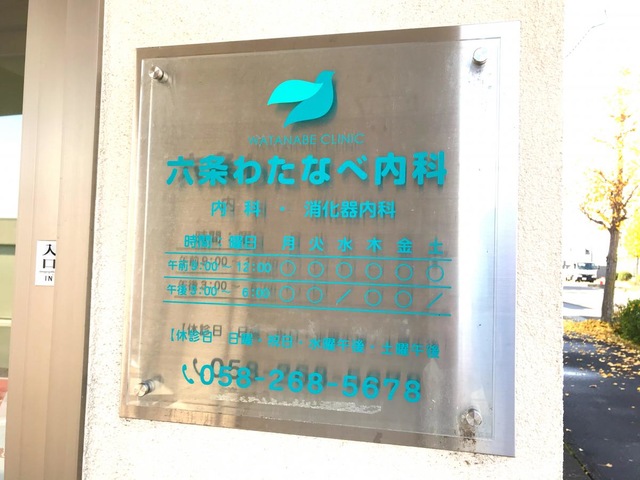 WATANABE CLINIC
六条わたなべ内科
内科・消化器内科
時間 曜日 月 火 水 木 金 土
午前9:00~12:00 〇 〇 〇 〇 〇 〇
午後3:00~6:00 〇 〇 / 〇 〇 /
【休診日 日曜・祝日・水曜午後・土曜午後
058-268-5678
入口
IN